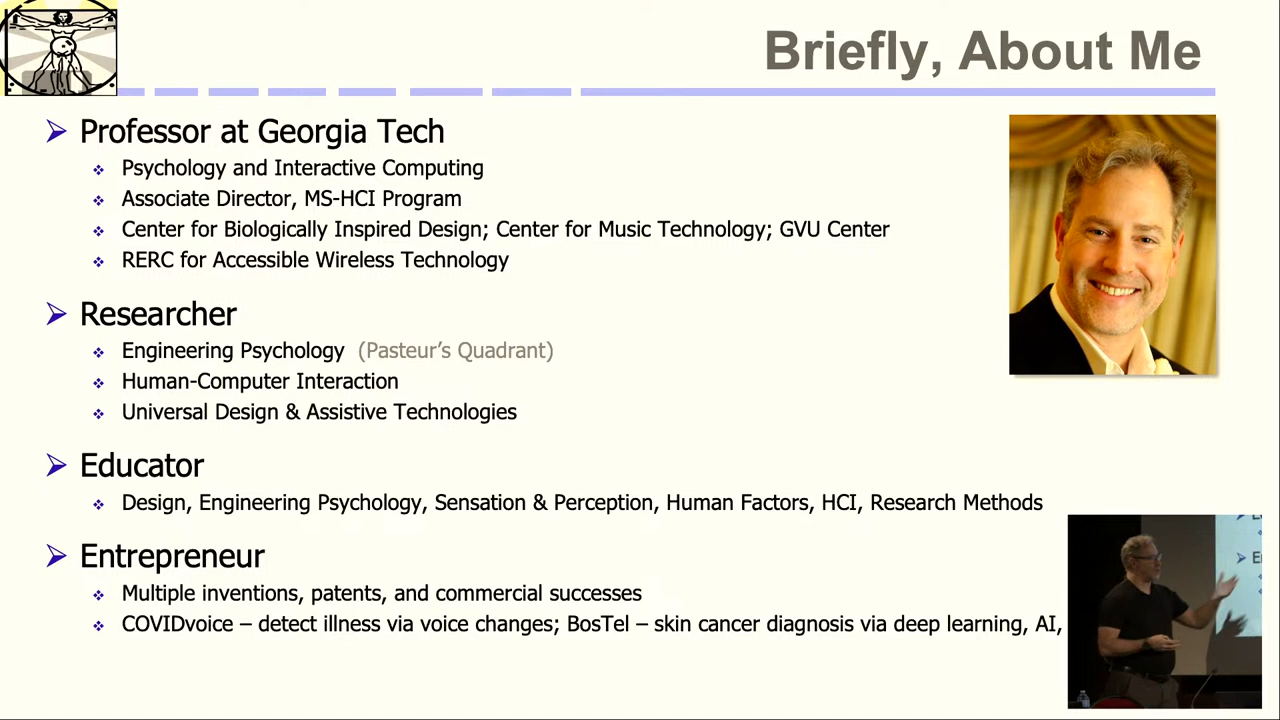 Briefly, About Me
Professor at Georgia Tech
Psychology and Interactive Computing
Associate Director, MS-HCI Program
Center for Biologically Inspired Design; Center for Music Technology; GVU Center
RERC for Accessible Wireless Technology
Researcher
Engineering Psychology (Pasteur's Quadrant)
Human-Computer Interaction
Universal Design & Assistive Technologies
Educator
Design, Engineering Psychology, Sensation & Perception, Human Factors, HCI, Research Methods
Entrepreneur
Multiple inventions, patents, and commercial successes
COVIDvoice – detect illness via voice changes; BosTel – skin cancer diagnosis via deep learning, AI,